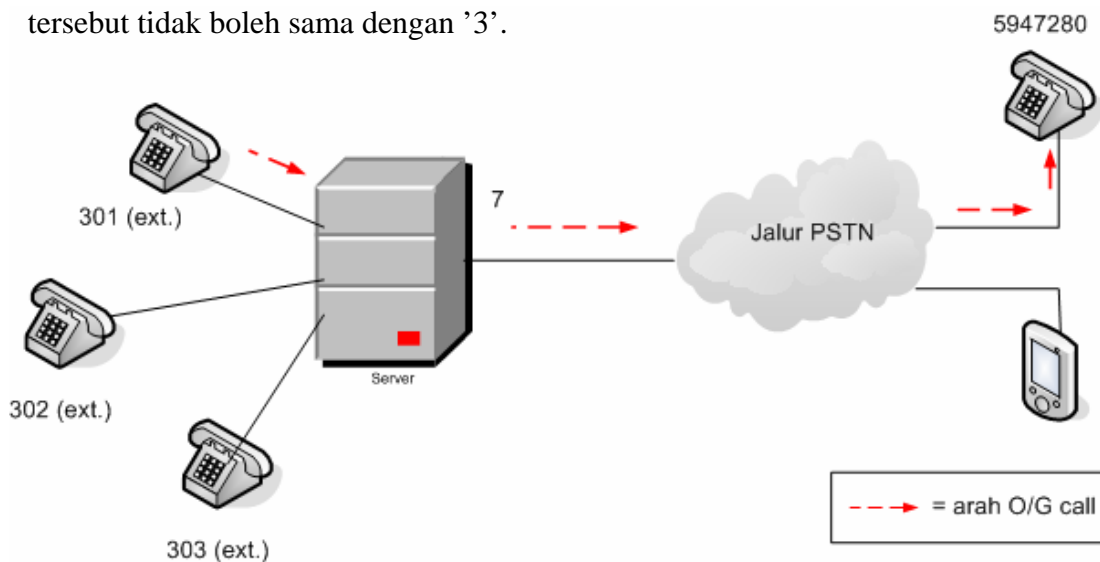 tersebut tidak boleh sama dengan ’3’.
5947280
301 (ext.)
7
Jalur PSTN
Server
302 (ext.)
303 (ext.)
= arah O/G call